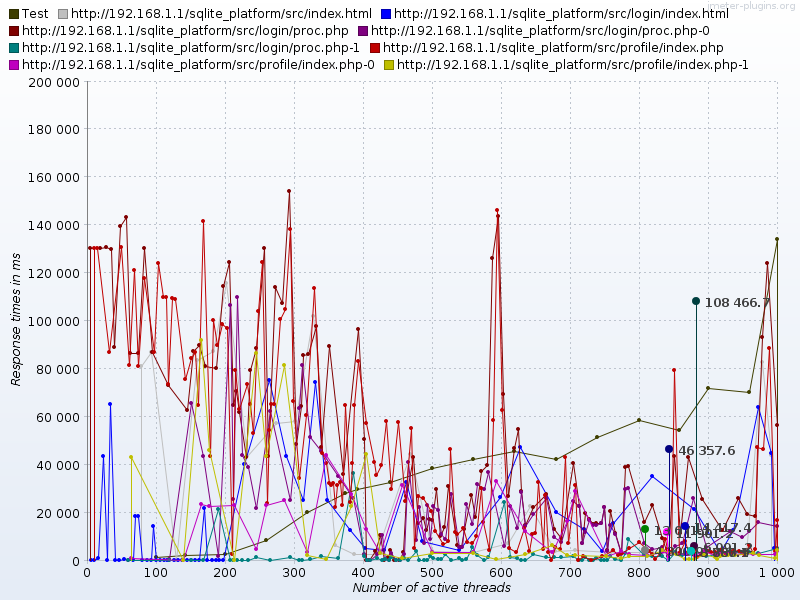 jmeter-plugins.org
Test http://192.168.1.1/sqlite_platform/src/index.html http://192.168.1.1/sqlite_platform/src/login/index.html
http://192.168.1.1/sqlite_platform/src/login/proc.php http://192.168.1.1/sqlite_platform/src/login/proc.php-0
http://192.168.1.1/sqlite_platform/src/login/proc.php-1 http://192.168.1.1/sqlite_platform/src/profile/index.php
http://192.168.1.1/sqlite_platform/src/profile/index.php-0 http://192.168.1.1/sqlite_platform/src/profile/index.php-1
200 000
180 000
160 000
140 000
120 000
108 466.7
100 000
80 000
60 000
46 357.6
40 000
20 000
14 417.4
0
Response times in ms
0 100 200 300 400 500 600 700 800 900 1 000
Number of active threads